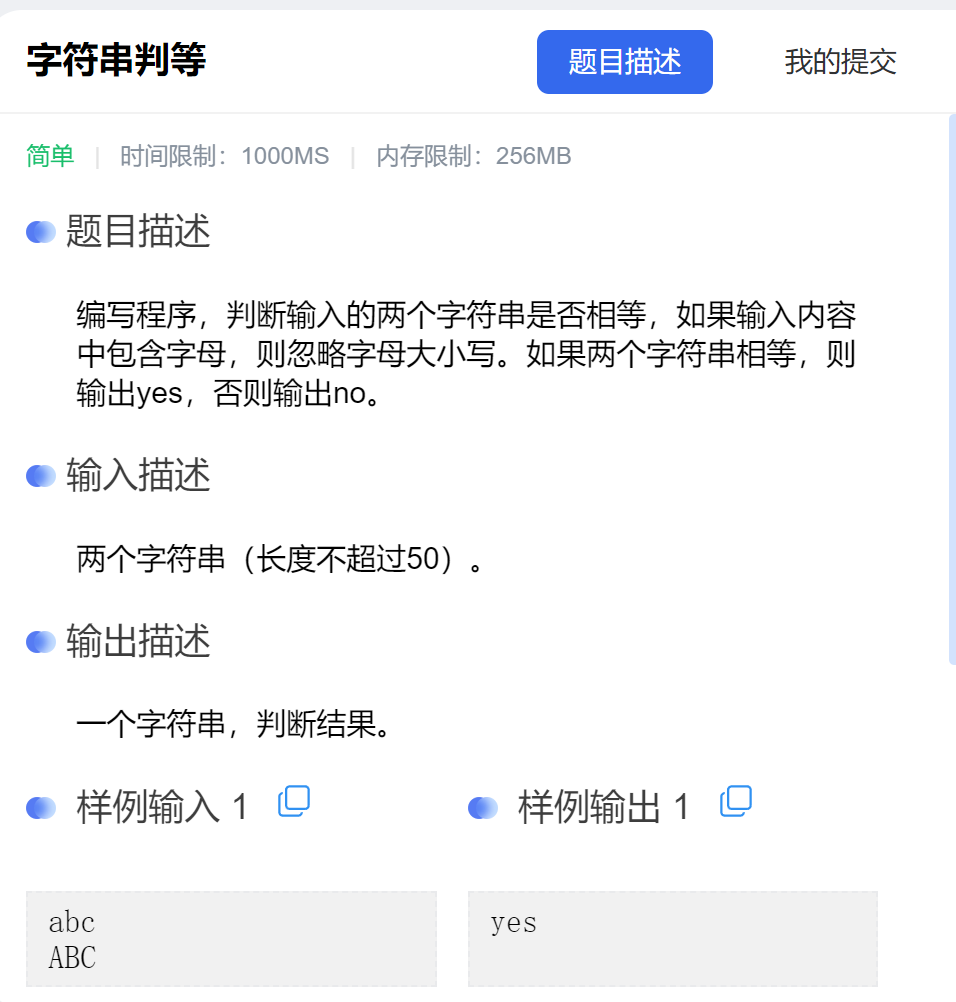 字符串判等
题目描述
我的提交
简单 | 时间限制：1000MS | 内存限制：256MB
题目描述
编写程序，判断输入的两个字符串是否相等，如果输入内容
中包含字母，则忽略字母大小写。如果两个字符串相等，则
输出yes，否则输出no。
输入描述
两个字符串（长度不超过50）。
输出描述
一个字符串，判断结果。
样例输入 1
abc
ABC
样例输出 1
yes